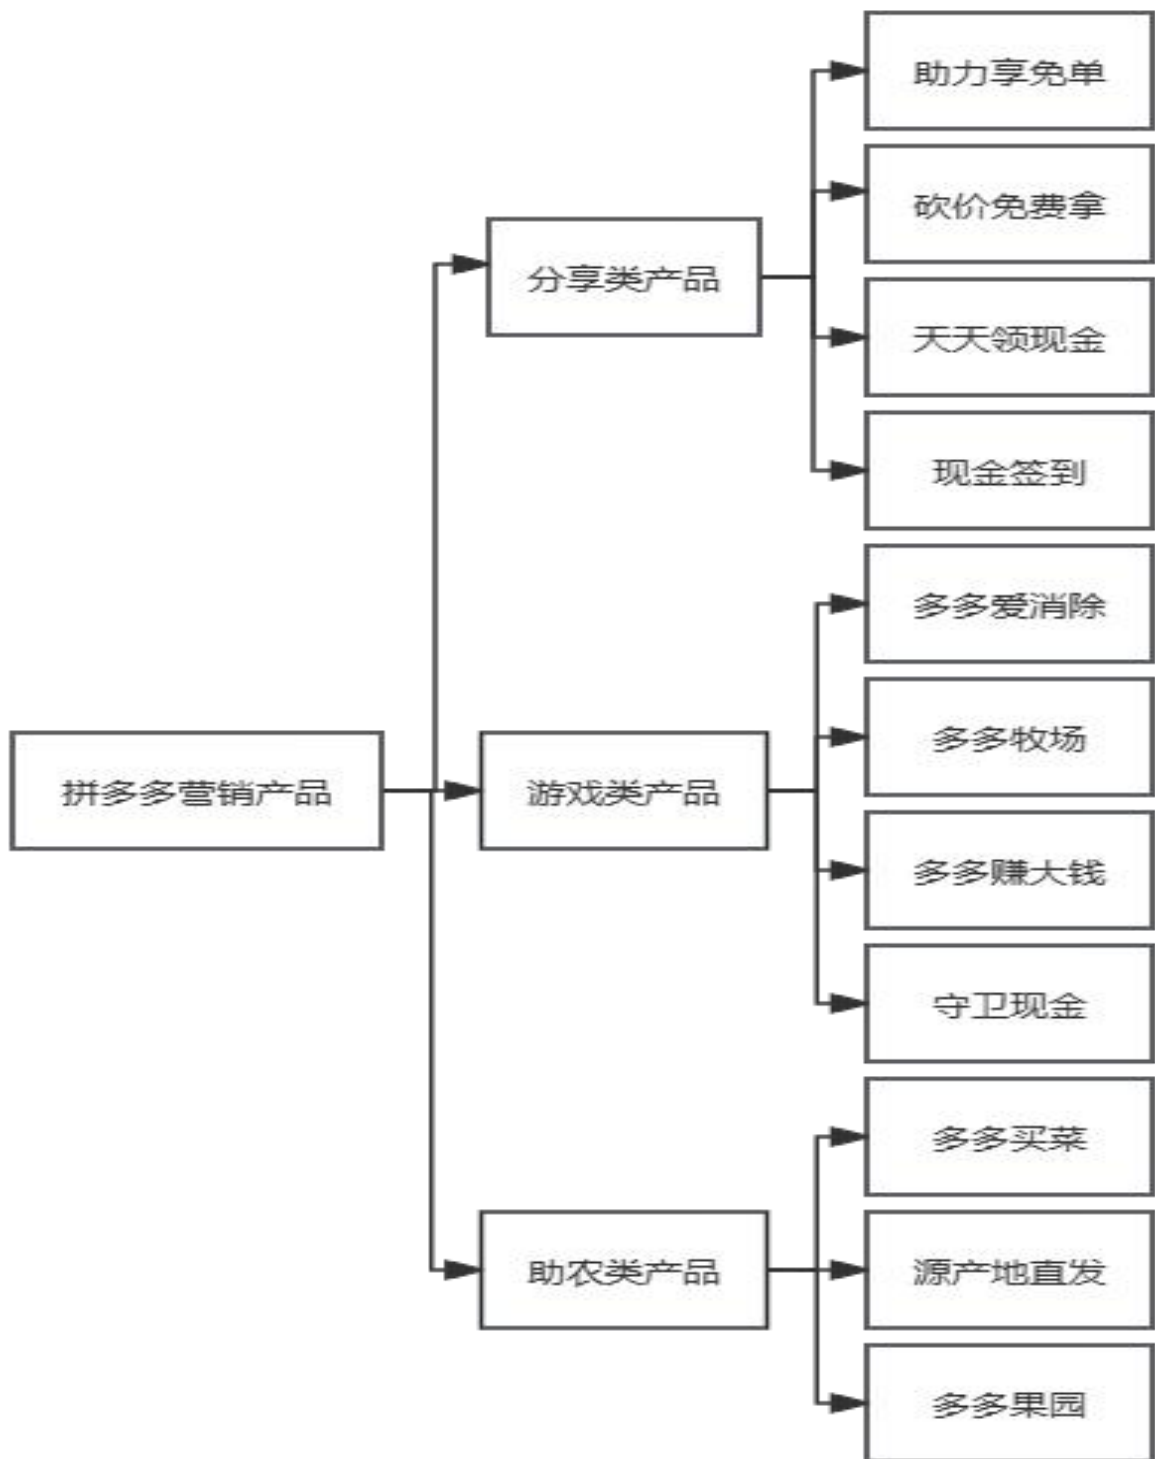 拼多多营销产品
分享类产品
助力享免单
砍价免费拿
天天领现金
现金签到
游戏类产品
多多爱消除
多多牧场
多多赚大钱
守卫现金
助农类产品
多多买菜
源产地直发
多多果园